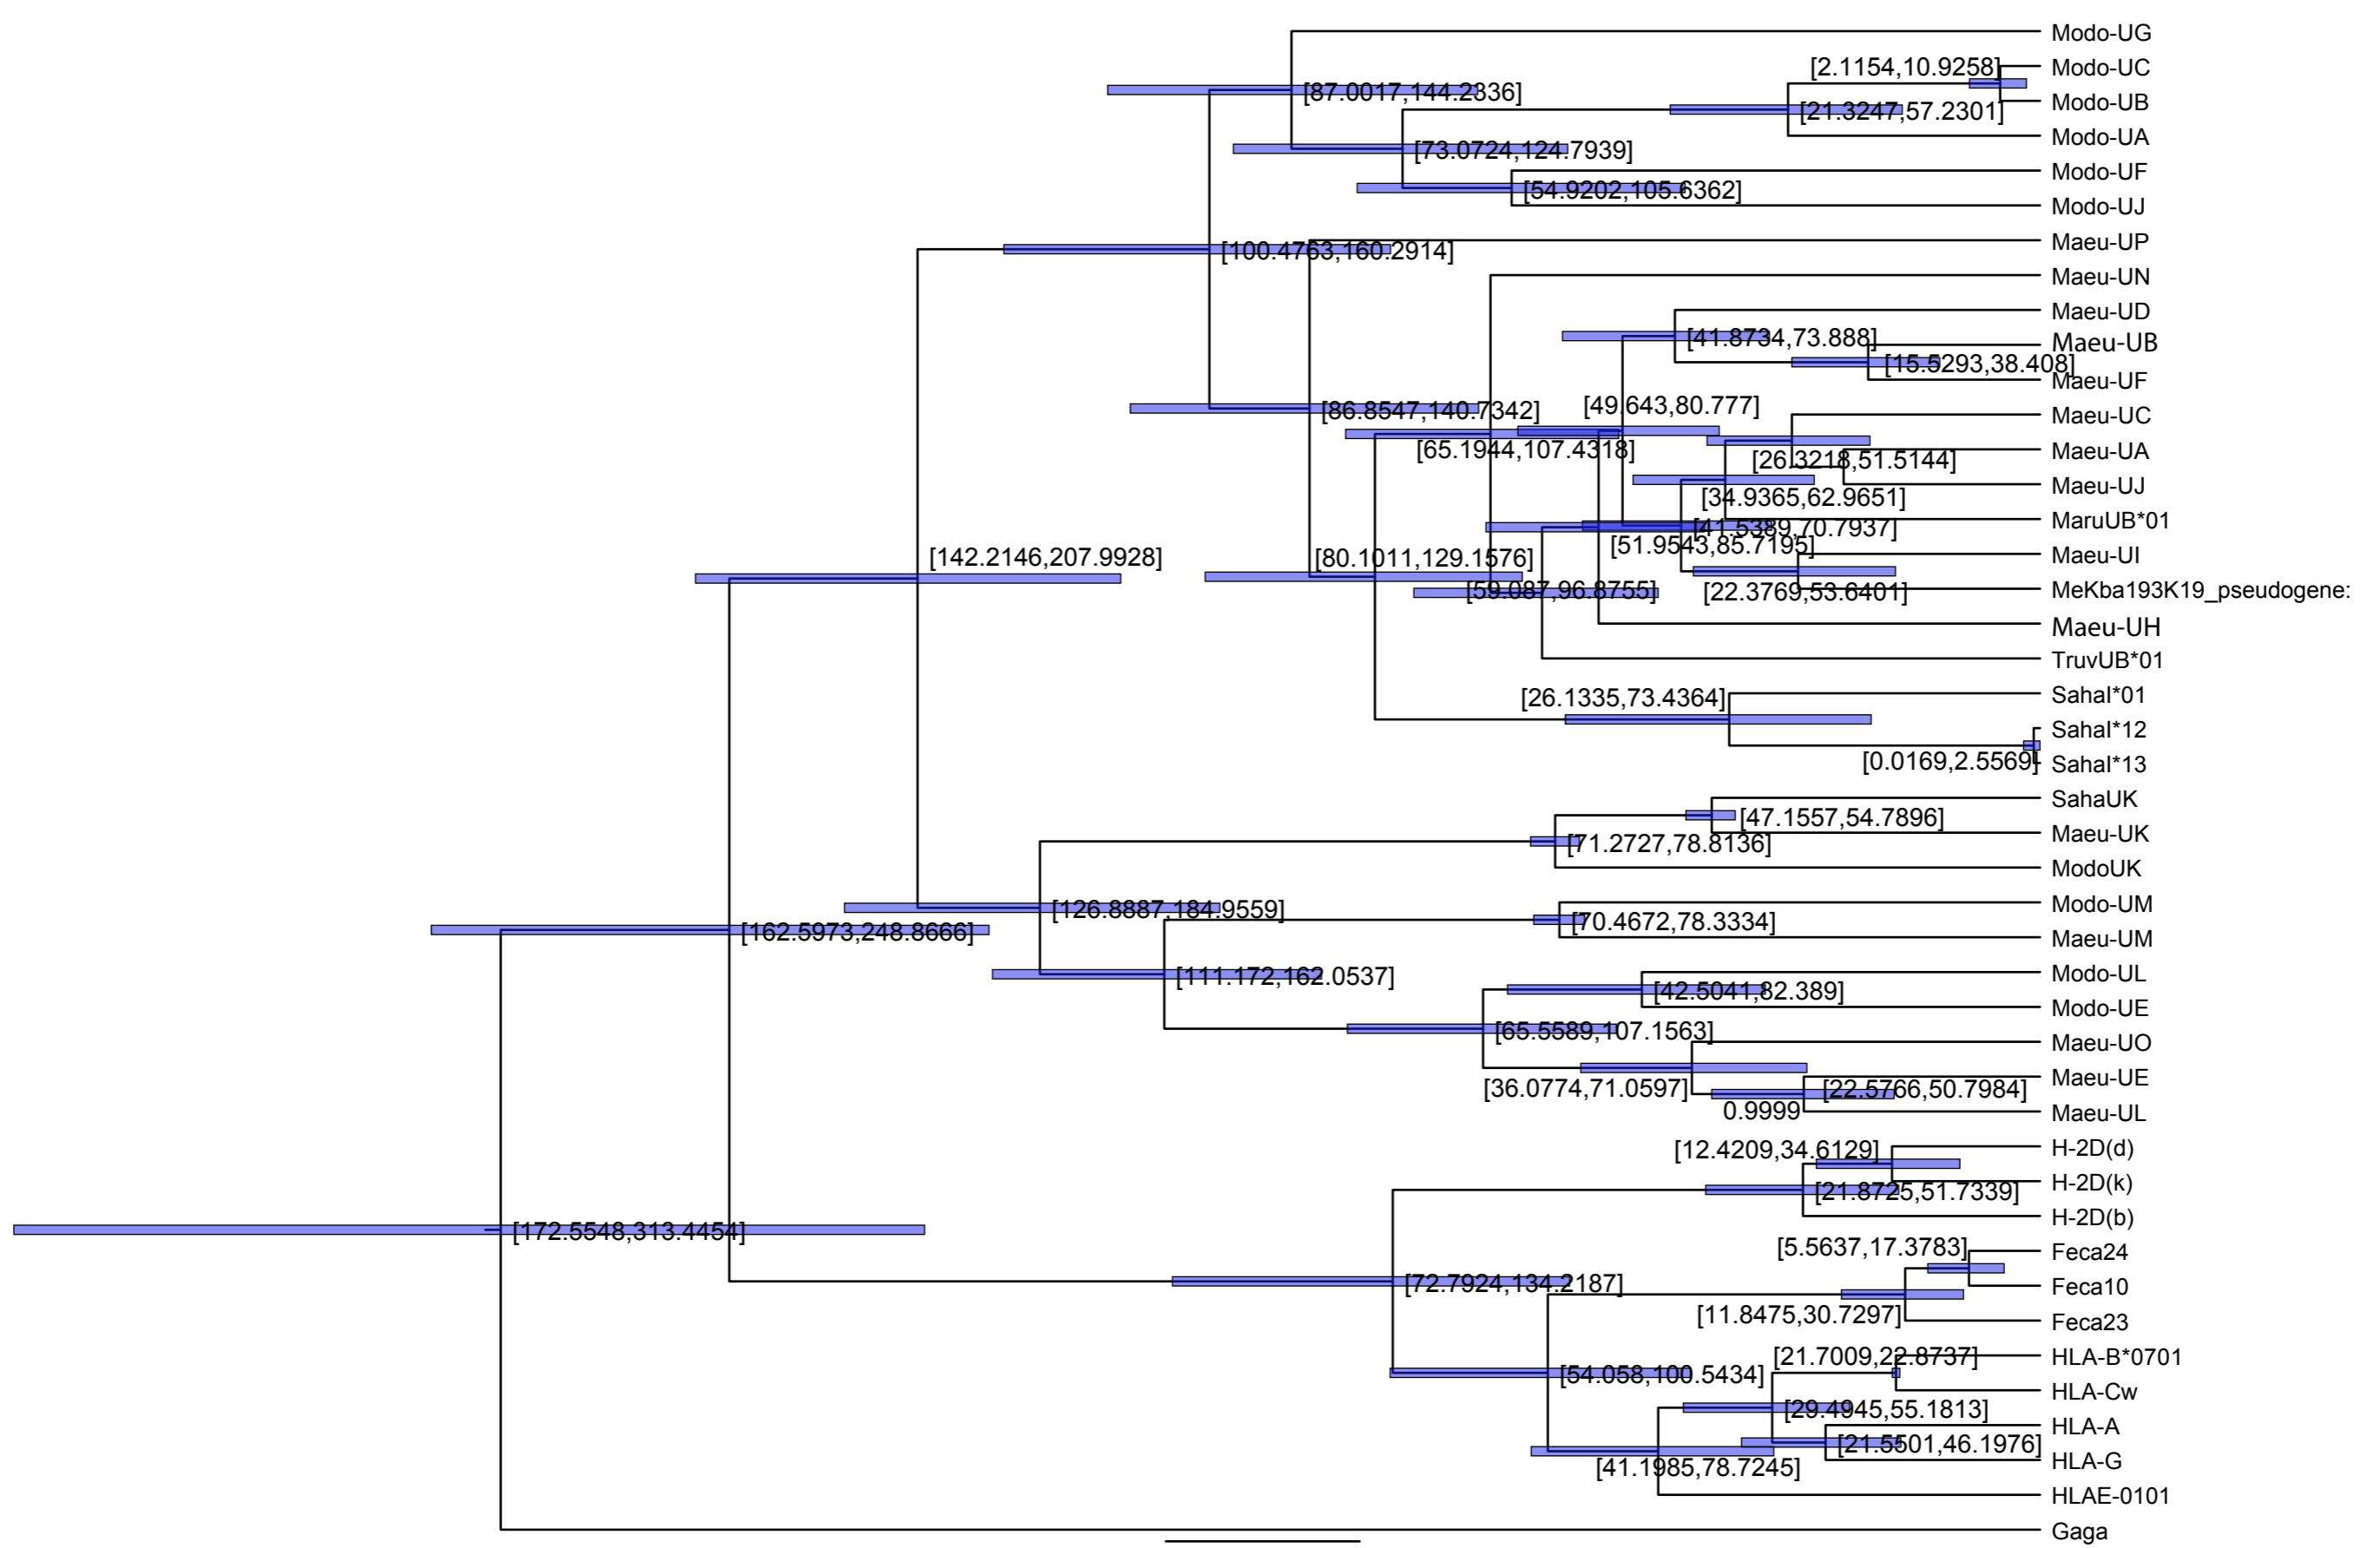 Modo-UG
[2.1154,10.9258]
Modo-UC
[87.0017,144.2336]
Modo-UB
[21.3247,57.2301]
Modo-UA
[73.0724,124.7939]
Modo-UF
[54.9202,105.6362]
Modo-UJ
Maeu-UP
[100.4763,160.2914]
Maeu-UN
Maeu-UD
[41.8734,73.888]
Maeu-UB
[15.5293,38.408]
Maeu-UF
[86.8547,140.7342]
[49.643,80.777]
Maeu-UC
[65.1944,107.4318]
Maeu-UA
[26.3218,51.5144]
Maeu-UJ
[34.9365,62.9651]
MaruUB*01
[41.5389,70.7937]
[51.9543,85.7195]
Maeu-UI
[142.2146,207.9928]
[80.1011,129.1576]
[59.087,96.8755]
[22.3769,53.6401]
MeKba193K19_pseudogene:
Maeu-UH
TruvUB*01
[26.1335,73.4364]
SahaI*01
SahaI*12
[0.0169,2.5569]
SahaI*13
SahaUK
[47.1557,54.7896]
Maeu-UK
[71.2727,78.8136]
ModoUK
[126.8887,184.9559]
Modo-UM
[70.4672,78.3334]
[162.5973,248.8666]
Maeu-UM
[111.172,162.0537]
Modo-UL
[42.5041,82.389]
Modo-UE
[65.5589,107.1563]
Maeu-UO
[36.0774,71.0597]
[22.5766,50.7984]
Maeu-UE
0.9999
Maeu-UL
[12.4209,34.6129]
H-2D(d)
H-2D(k)
[21.8725,51.7339]
H-2D(b)
[172.5548,313.4454]
[5.5637,17.3783]
Feca24
[72.7924,134.2187]
Feca10
[11.8475,30.7297]
Feca23
[21.7009,22.8737]
HLA-B*0701
[54.058,100.5434]
HLA-Cw
[29.4945,55.1813]
HLA-A
[21.5501,46.1976]
HLA-G
[41.1985,78.7245]
HLAE-0101
Gaga